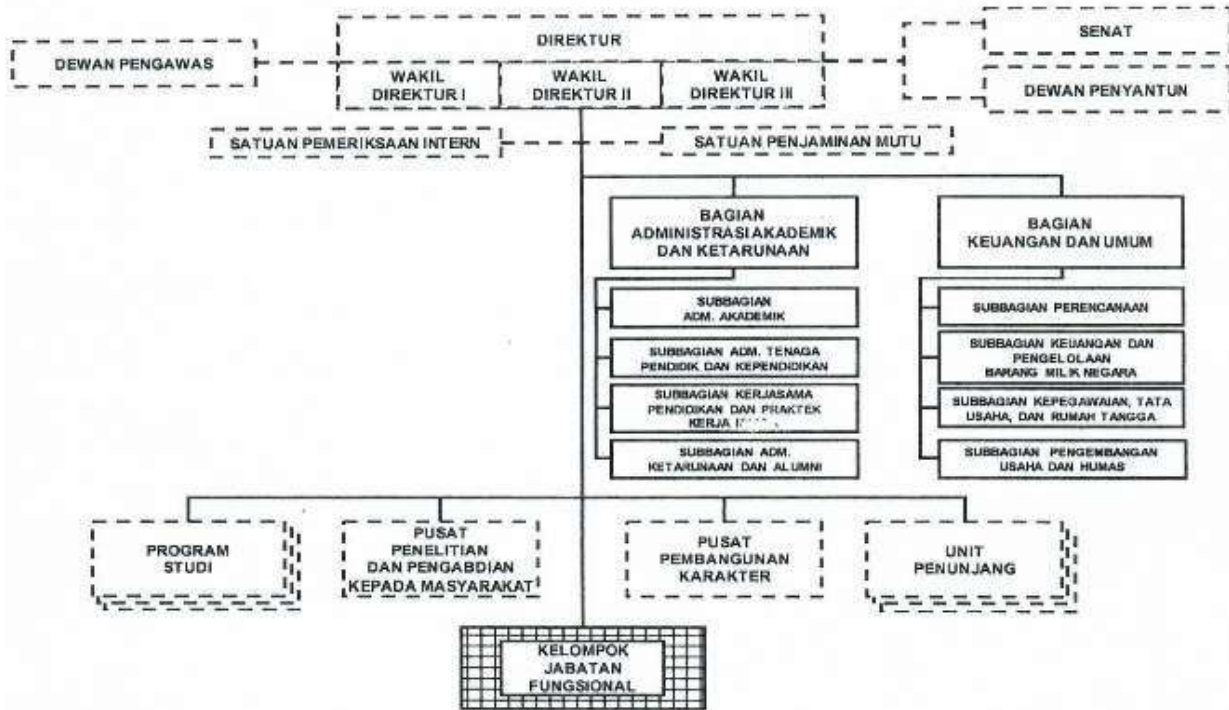 DIREKTUR
SENAT
DEWAN PENGAWAS
WAKIL
DIREKTUR I
WAKIL
DIREKTUR II
WAKIL
DIREKTUR III
DEWAN PENYANTUN
SATUAN PEMERIKSAAN INTERN
SATUAN PENJAMINAN MUTU
BAGIAN
ADMINISTRASI AKADEMIK
DAN KETARUNAAN
SUBBAGIAN
ADM. AKADEMIK
SUBBAGIAN ADM. TENAGA
PENDIDIK DAN KEPENDIDIKAN
SUBBAGIAN KERJASAMA
PENDIDIKAN DAN PRAKTEK
KERJA
SUBBAGIAN ADM.
KETARUNAAN DAN ALUMNI
BAGIAN
KEUANGAN DAN UMUM
SUBBAGIAN PERENCANAAN
SUBBAGIAN KEUANGAN DAN
PENGELOLAAN
BARANG MILIK NEGARA
SUBBAGIAN KEPEGAWAIAN, TATA
USAHA, DAN RUMAH TANGGA
SUBBAGIAN PENGEMBANGAN
USAHA DAN HUMAS
PROGRAM
STUDI
PUSAT
PENELITIAN
DAN PENGABDIAN
KEPADA MASYARAKAT
PUSAT
PEMBANGUNAN
KARAKTER
UNIT
PENUNJANG
KELOMPOK
JABATAN
FUNGSIONAL